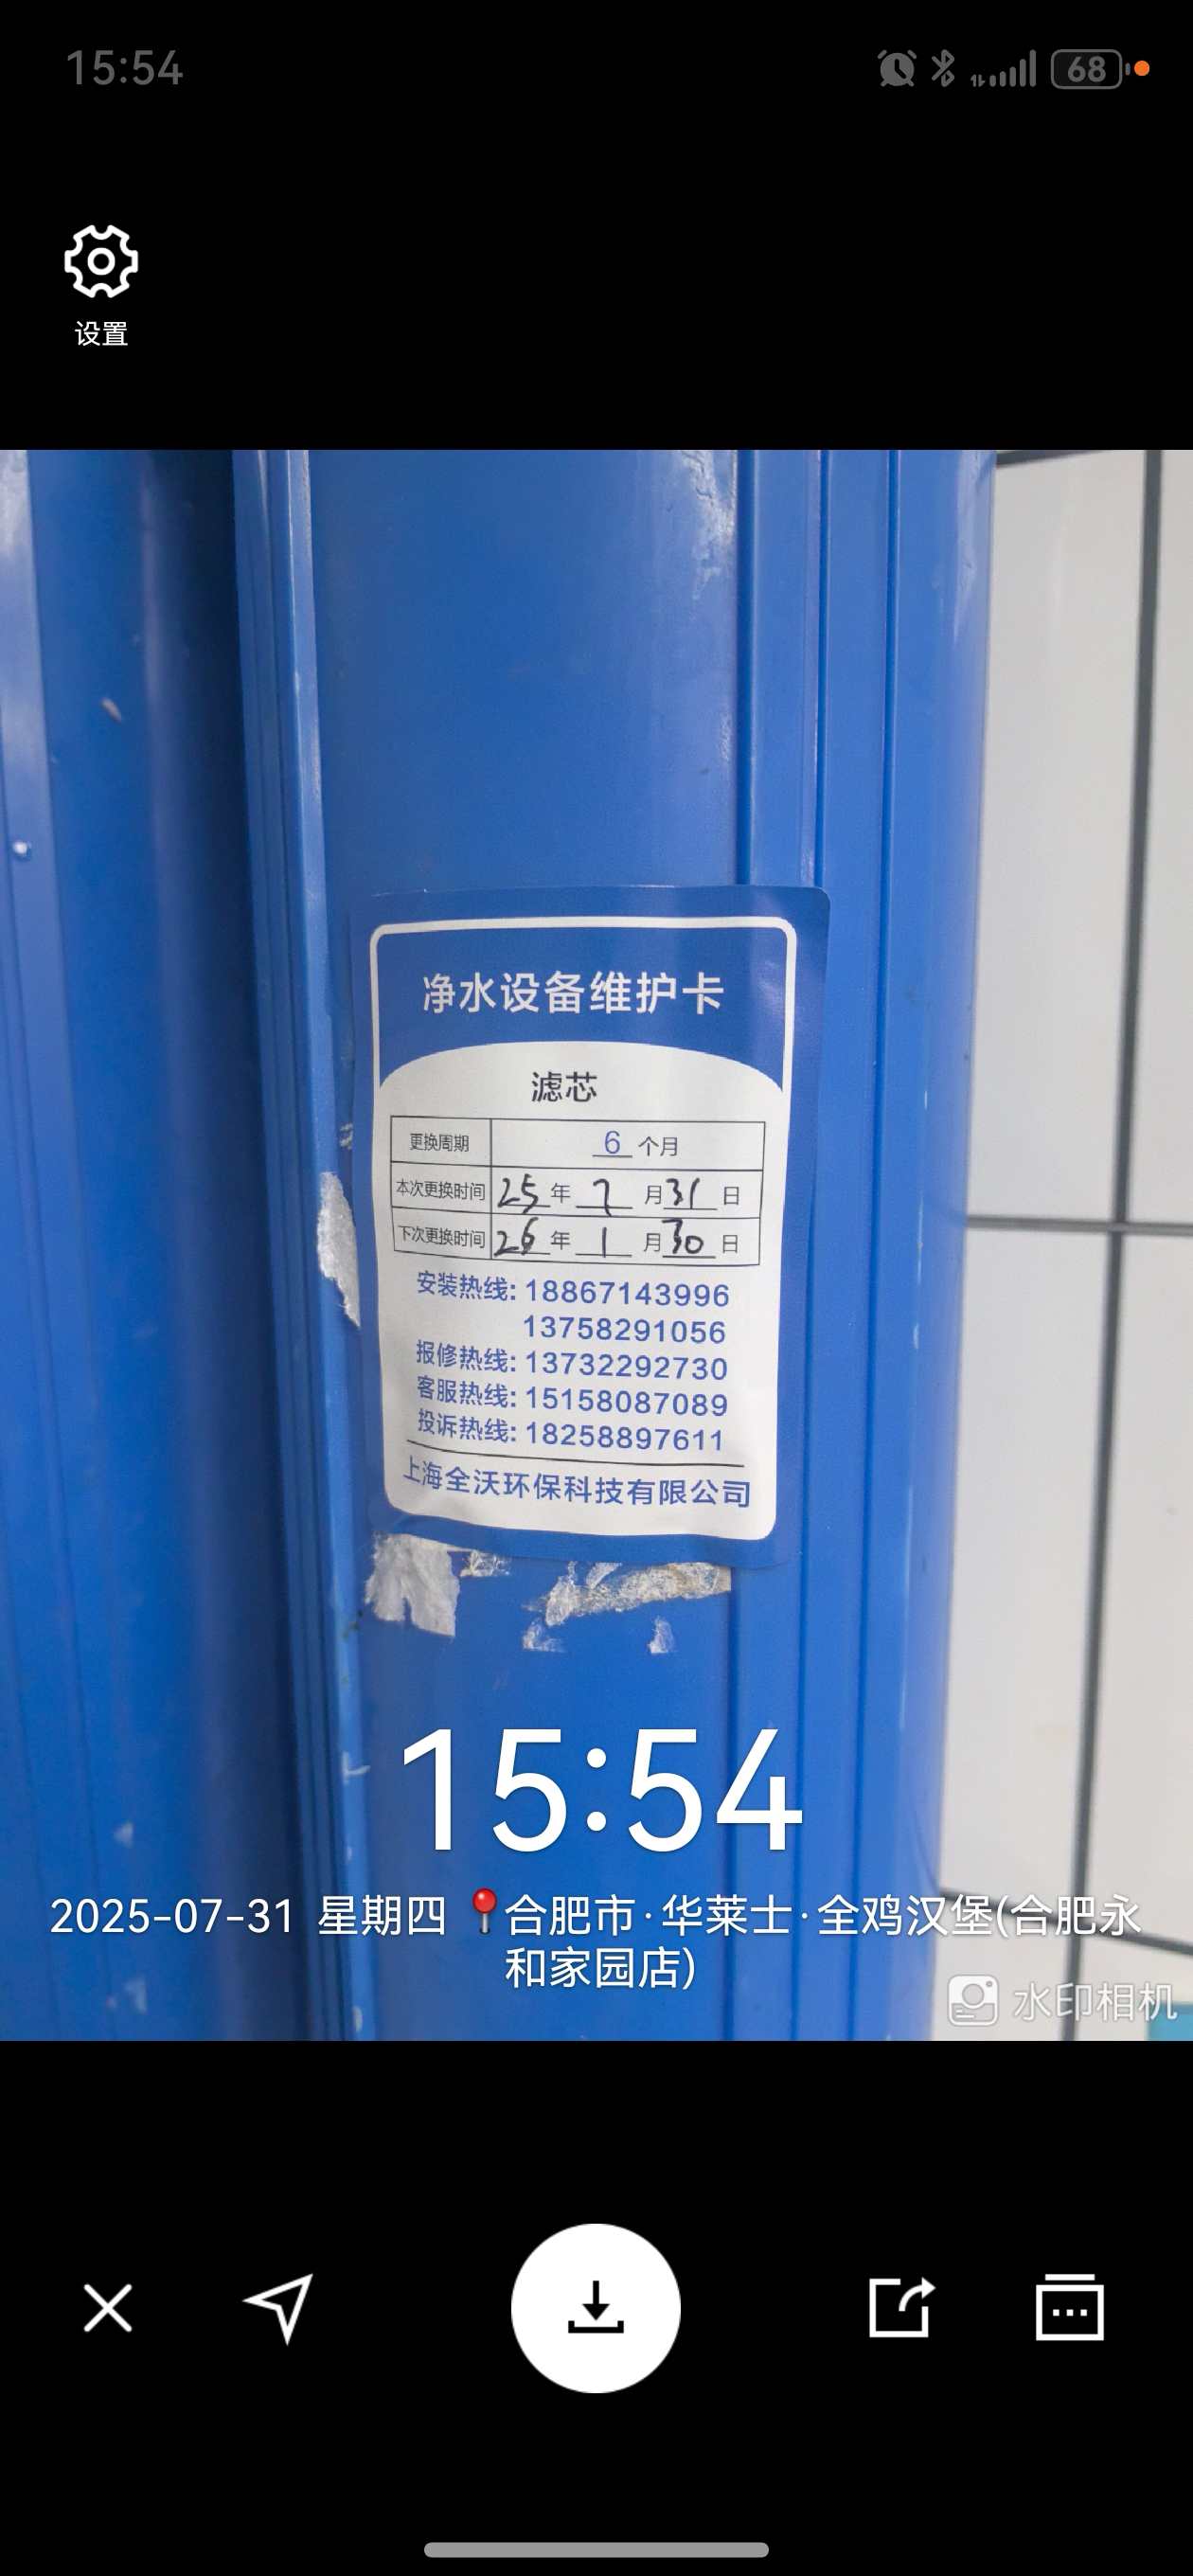 15:54
68
设置
净水设备维护卡
滤芯
更换周期 6 个月
本次更换时间 25 年 7 月 31 日
下次更换时间 26 年 1 月 30 日
安装热线: 18867143996
13758291056
报修热线: 13732292730
客服热线: 15158087089
投诉热线: 18258897611
上海全沃环保科技有限公司
15:54
2025-07-31 星期四 📍合肥市·华莱士·全鸡汉堡(合肥永
和家园店)
水印相机